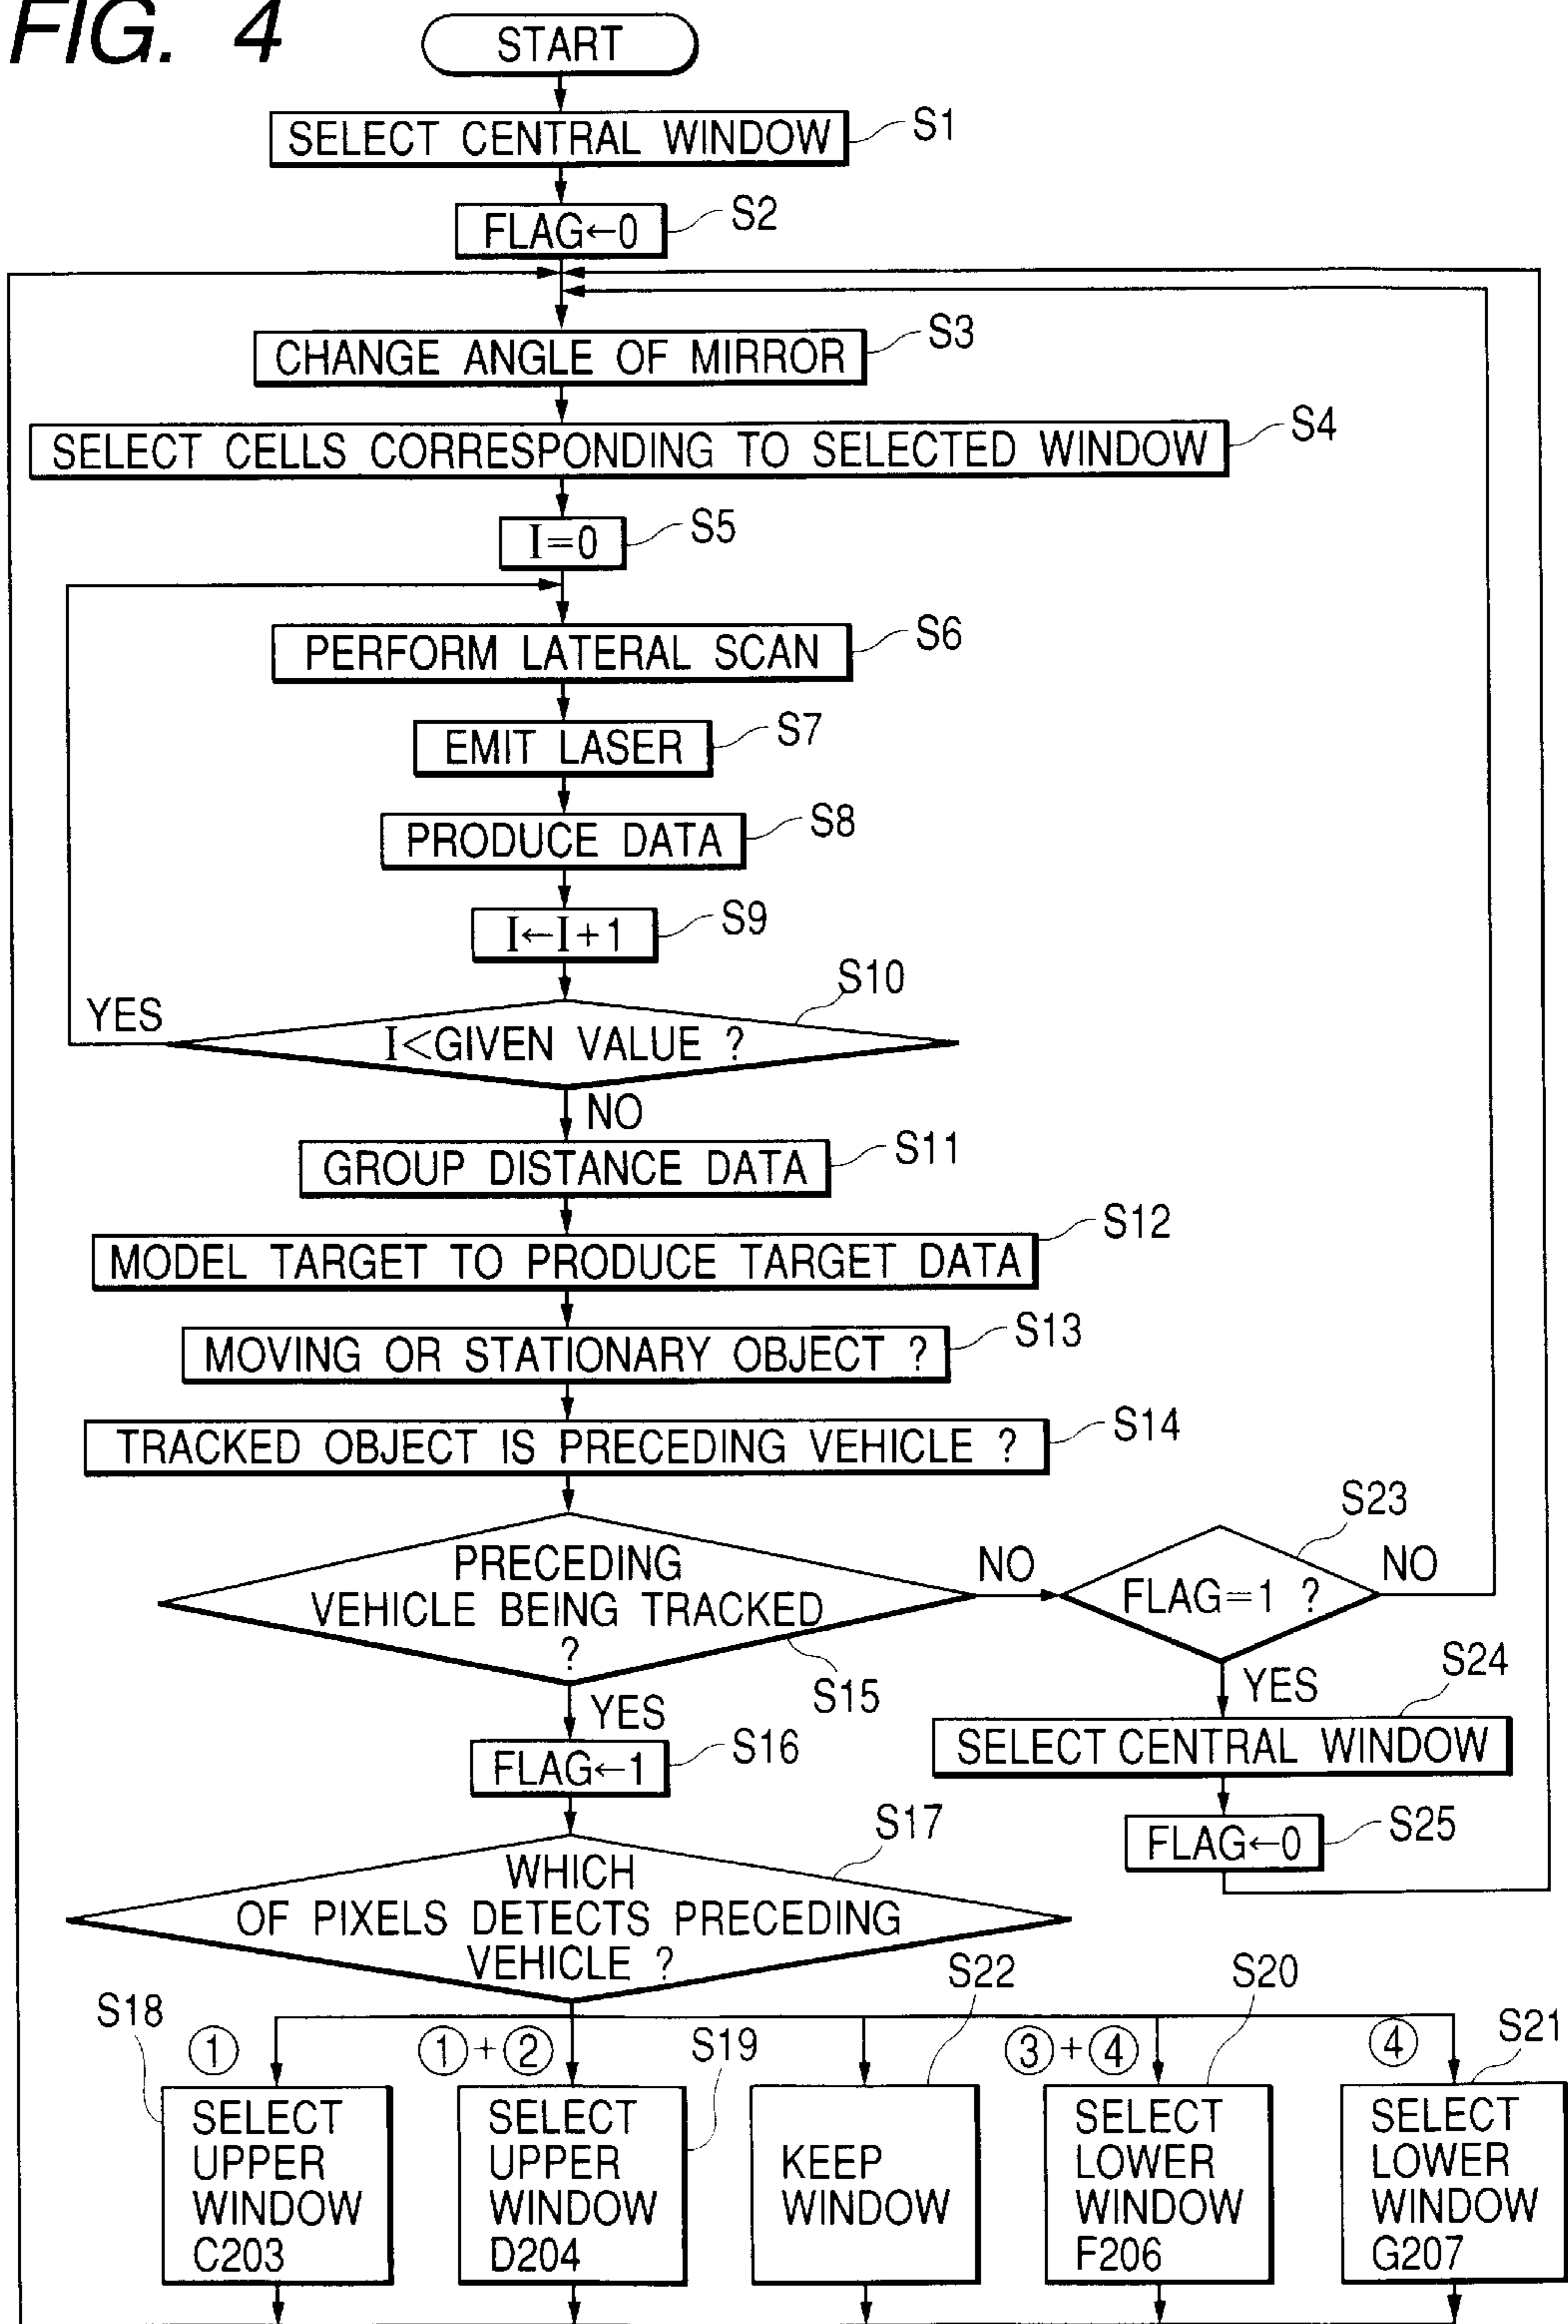 FIG. 4
START
SELECT CENTRAL WINDOW
S1
FLAG←0
S2
CHANGE ANGLE OF MIRROR
S3
SELECT CELLS CORRESPONDING TO SELECTED WINDOW
S4
I=0
S5
PERFORM LATERAL SCAN
S6
EMIT LASER
S7
PRODUCE DATA
S8
I←I+1
S9
S10
YES
I<GIVEN VALUE ?
NO
GROUP DISTANCE DATA
S11
MODEL TARGET TO PRODUCE TARGET DATA
S12
MOVING OR STATIONARY OBJECT ?
S13
TRACKED OBJECT IS PRECEDING VEHICLE ?
S14
PRECEDING
VEHICLE BEING TRACKED
?
S15
NO
S23
FLAG=1 ?
NO
YES
S24
SELECT CENTRAL WINDOW
FLAG←0
S25
YES
FLAG←1
S16
S17
WHICH
OF PIXELS DETECTS PRECEDING
VEHICLE ?
S18
①
SELECT
UPPER
WINDOW
C203
①+②
S19
SELECT
UPPER
WINDOW
D204
S22
KEEP
WINDOW
③+④
S20
SELECT
LOWER
WINDOW
F206
④
S21
SELECT
LOWER
WINDOW
G207